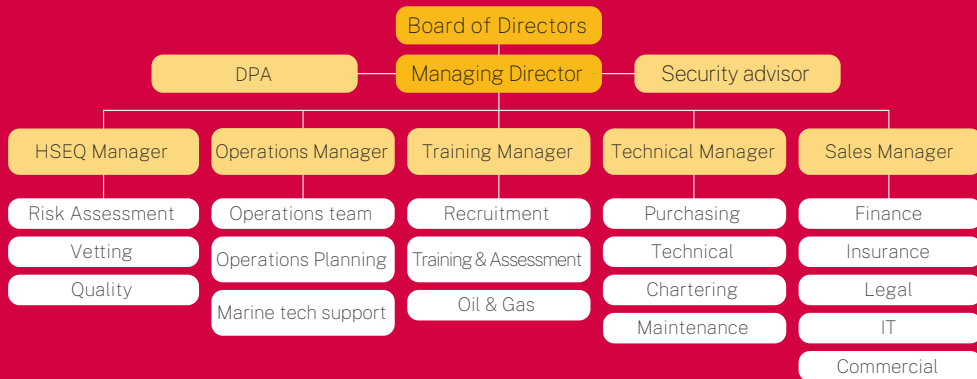 Board of Directors
DPA
Managing Director
Security advisor
HSEQ Manager
Operations Manager
Training Manager
Technical Manager
Sales Manager
Risk Assessment
Operations team
Recruitment
Purchasing
Finance
Vetting
Operations Planning
Training & Assessment
Technical
Insurance
Quality
Marine tech support
Oil & Gas
Chartering
Legal
Maintenance
IT
Commercial